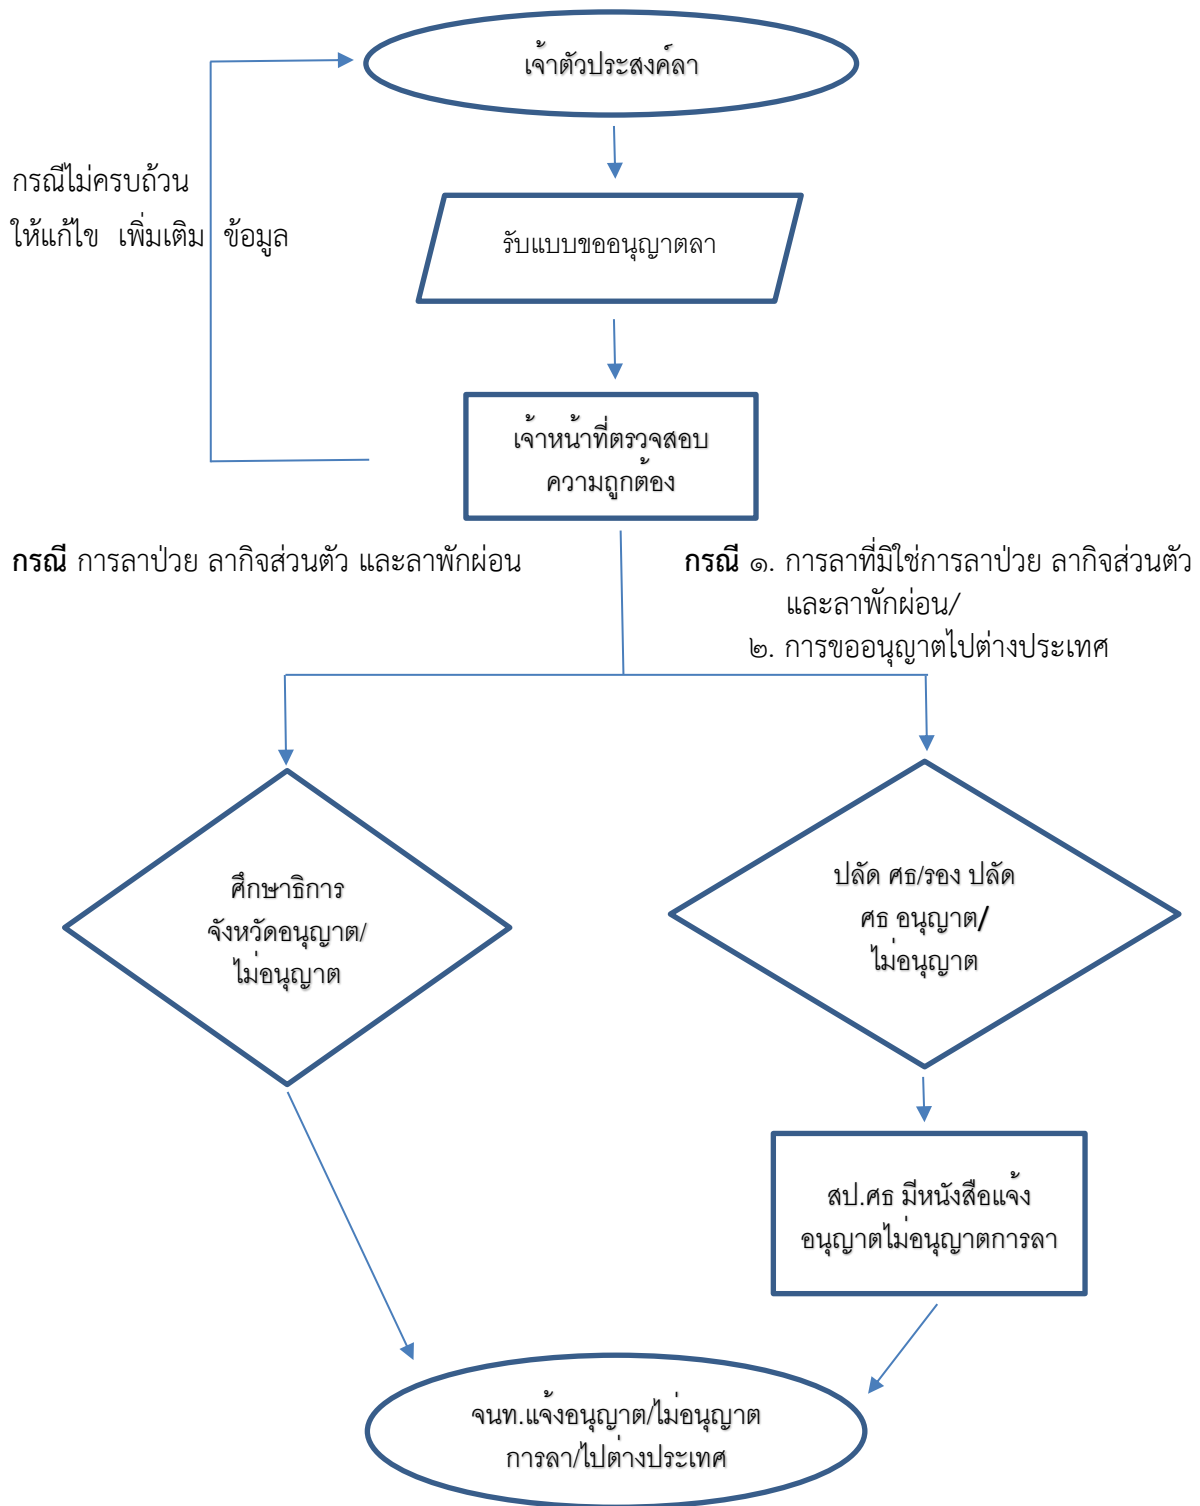 เจ้าตัวประสงค์ลา
กรณีไม่ครบถ้วน
ให้แก้ไข เพิ่มเติม ข้อมูล
รับแบบขออนุญาตลา
เจ้าหน้าที่ตรวจสอบ
ความถูกต้อง
กรณี การลาป่วย ลากิจส่วนตัว และลาพักผ่อน
กรณี ๑. การลาที่มิใช่การลาป่วย ลากิจส่วนตัว
และลาพักผ่อน/
๒. การขออนุญาตไปต่างประเทศ
ศึกษาธิการ
จังหวัดอนุญาต/
ไม่อนุญาต
ปลัด ศธ/รอง ปลัด
ศธ อนุญาต/
ไม่อนุญาต
สป.ศธ มีหนังสือแจ้ง
อนุญาตไม่อนุญาตการลา
จนท.แจ้งอนุญาต/ไม่อนุญาต
การลา/ไปต่างประเทศ